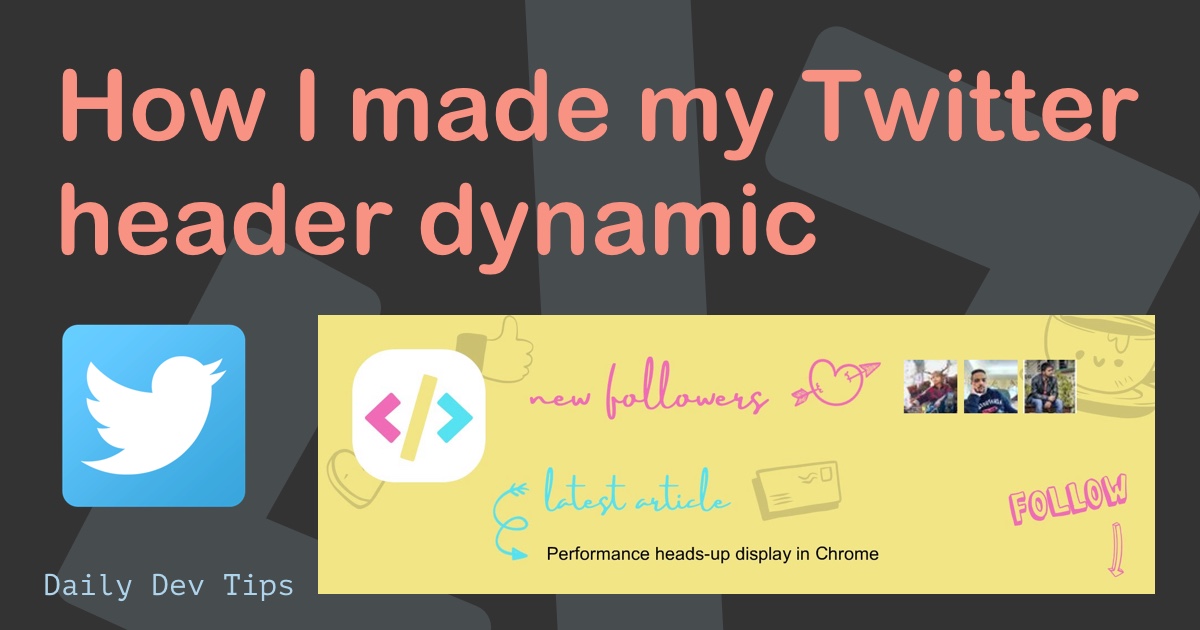 How I made my Twitter
header dynamic
new followers
latest article
FOLLOW
Performance heads-up display in Chrome
Daily Dev Tips